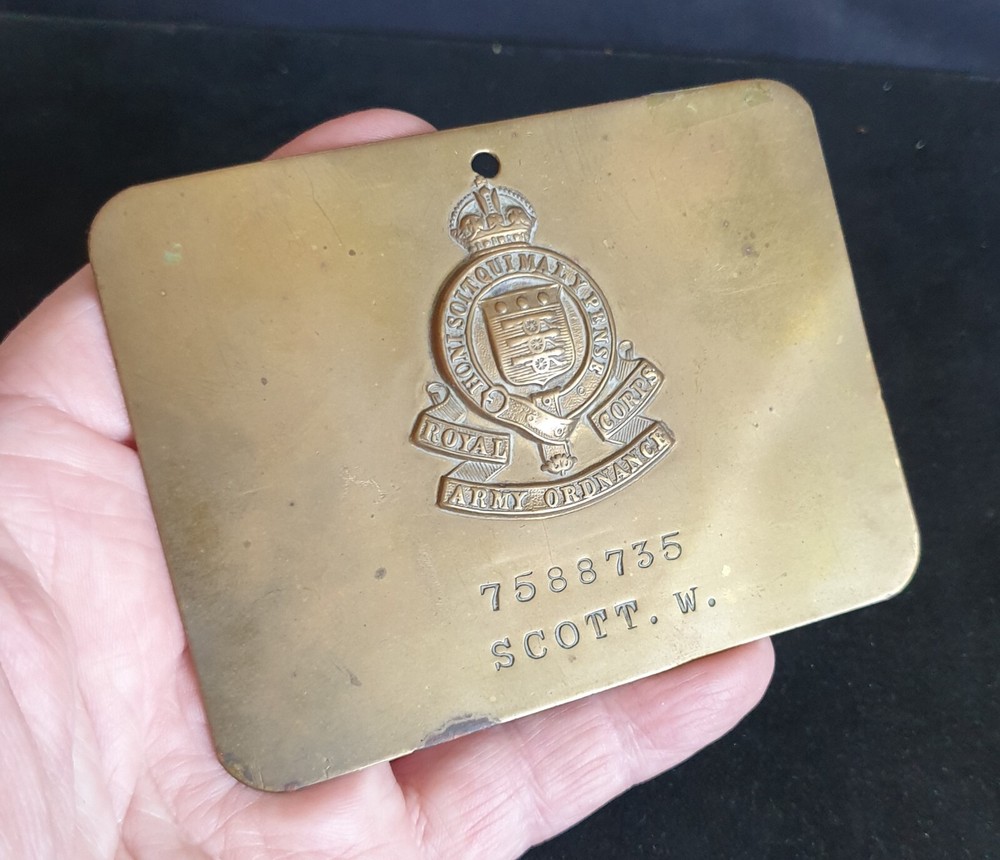 HONI SOIT QUI MAL Y PENSE
ROYAL
CORPS
ARMY ORDNANCE
7588735
SCOTT. W.